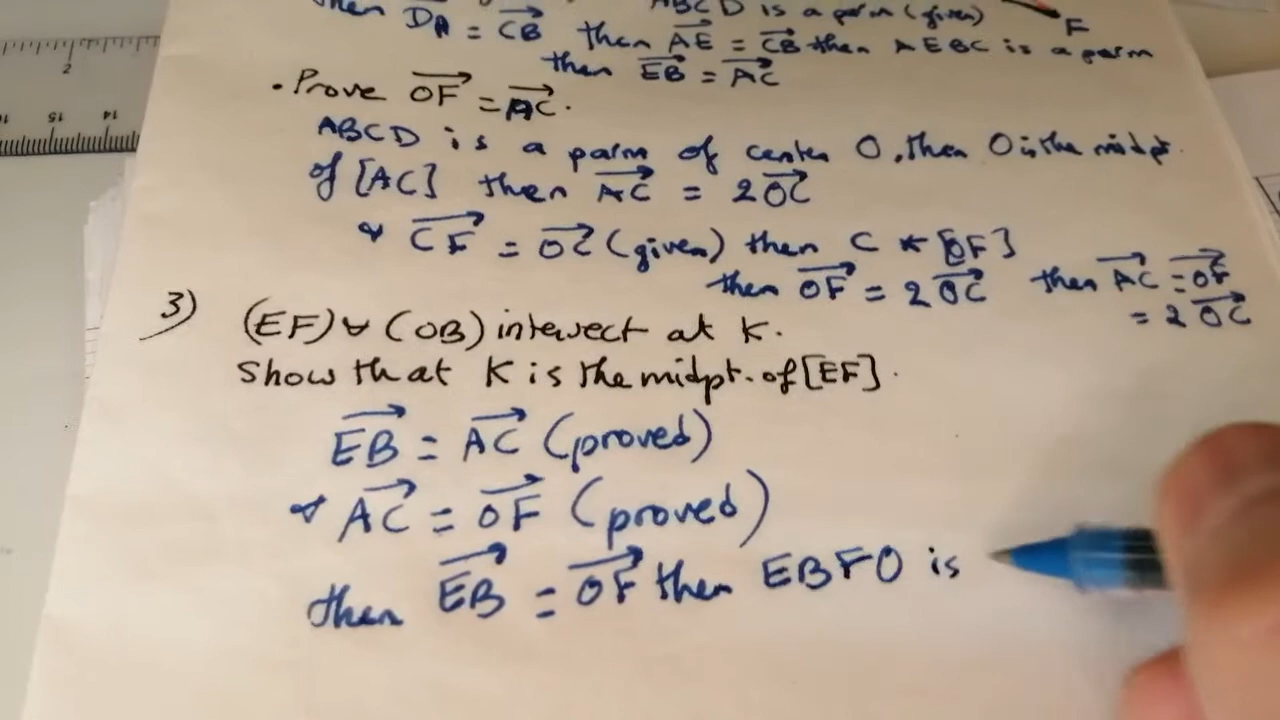 then DA = CB ABCD is a parm (given)
F
then AE = CB then AEBC is a parm
then EB = AC
• Prove OF = AC.
ABCD is a parm of center O, then O is the midpt.
of [AC] then AC = 2OC
& CF = OC (given) then C * [OF]
then OF = 2OC then AC = OF
= 2OC
3) (EF) & (OB) intersect at K.
Show that K is the midpt. of [EF].
EB = AC (proved)
& AC = OF (proved)
then EB = OF then EBFO is
2
15 14